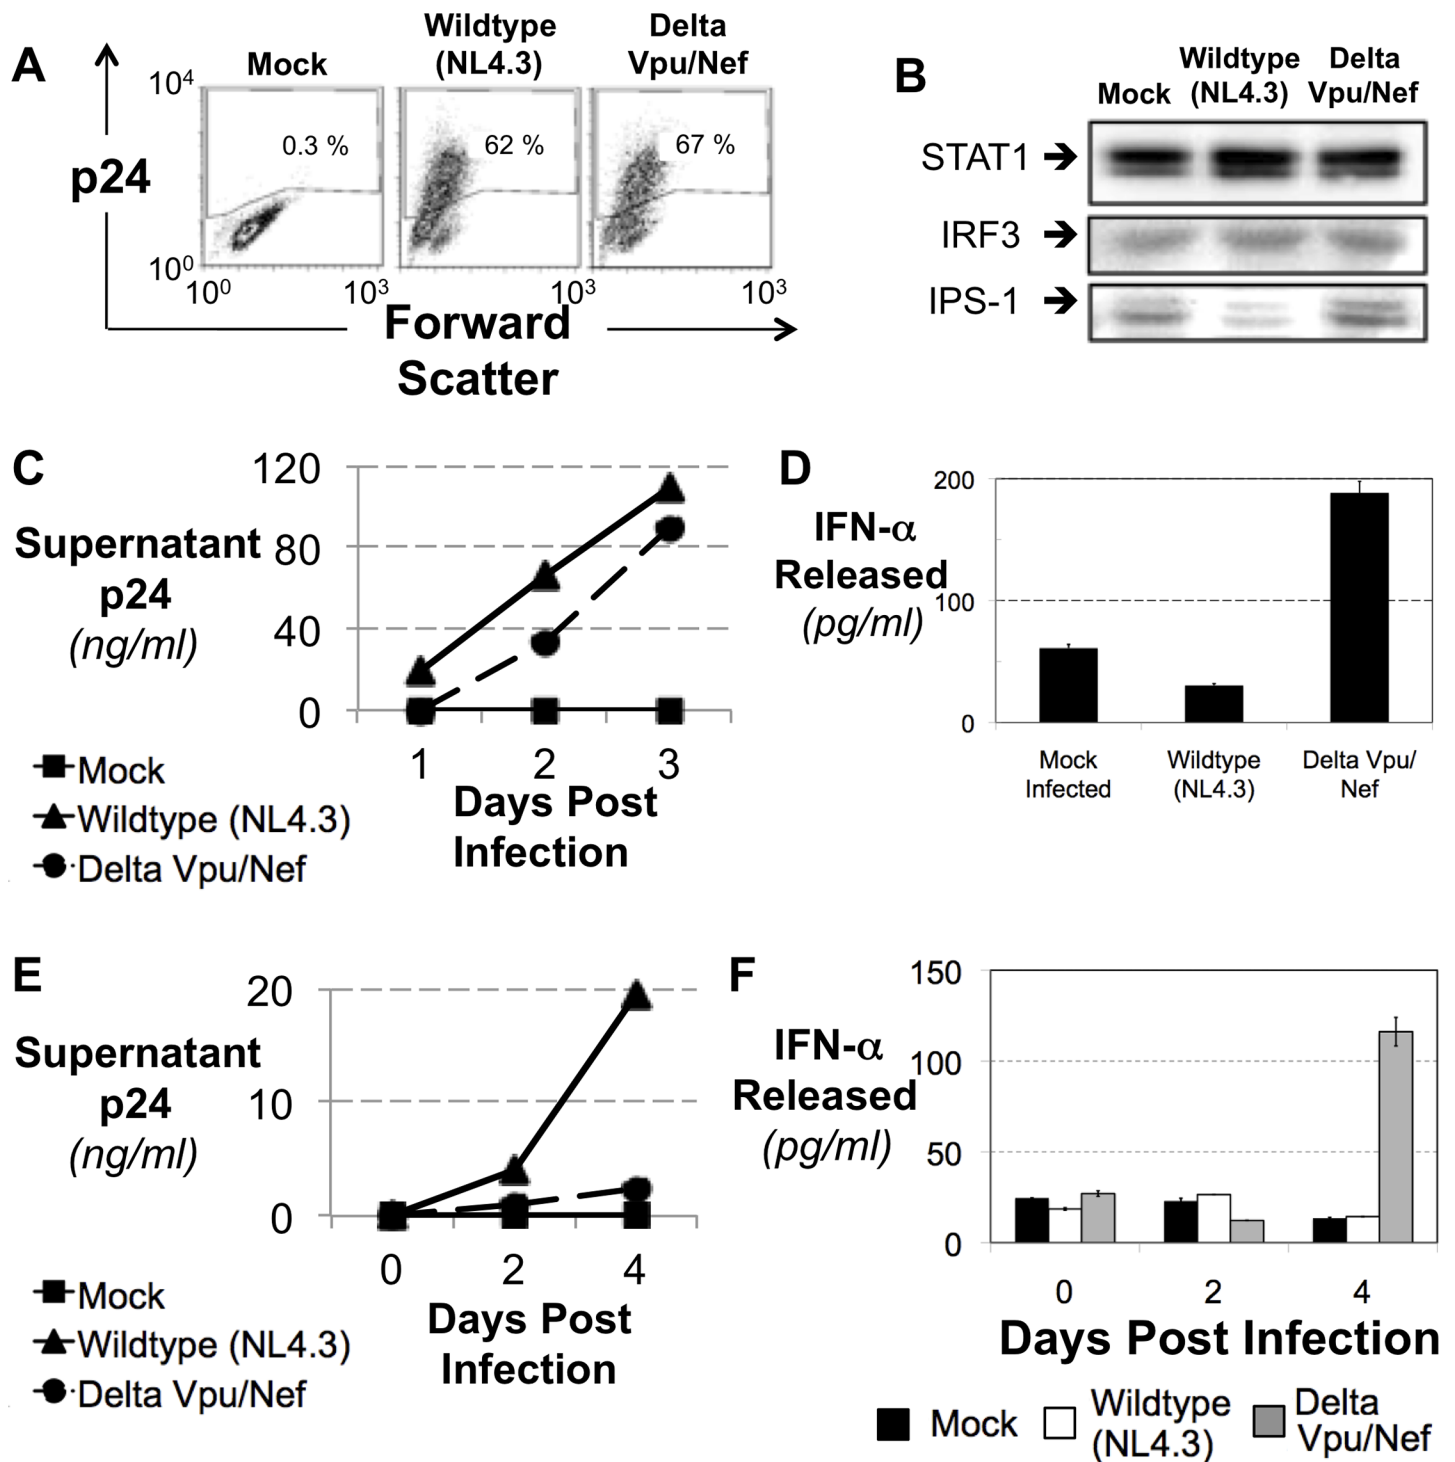 A
Mock
Wildtype
(NL4.3)
Delta
Vpu/Nef
10⁴
p24
0.3 %
62 %
67 %
10⁰
10⁰
10³
10³
10³
Forward
Scatter
B
Mock
Wildtype
(NL4.3)
Delta
Vpu/Nef
STAT1
IRF3
IPS-1
C
Supernatant
p24
(ng/ml)
120
80
40
0
1
2
3
Days Post
Infection
Mock
Wildtype (NL4.3)
Delta Vpu/Nef
D
IFN-α
Released
(pg/ml)
200
100
0
Mock
Infected
Wildtype
(NL4.3)
Delta Vpu/
Nef
E
Supernatant
p24
(ng/ml)
20
10
0
0
2
4
Days Post
Infection
Mock
Wildtype (NL4.3)
Delta Vpu/Nef
F
IFN-α
Released
(pg/ml)
150
100
50
0
0
2
4
Days Post Infection
Mock
Wildtype
(NL4.3)
Delta
Vpu/Nef